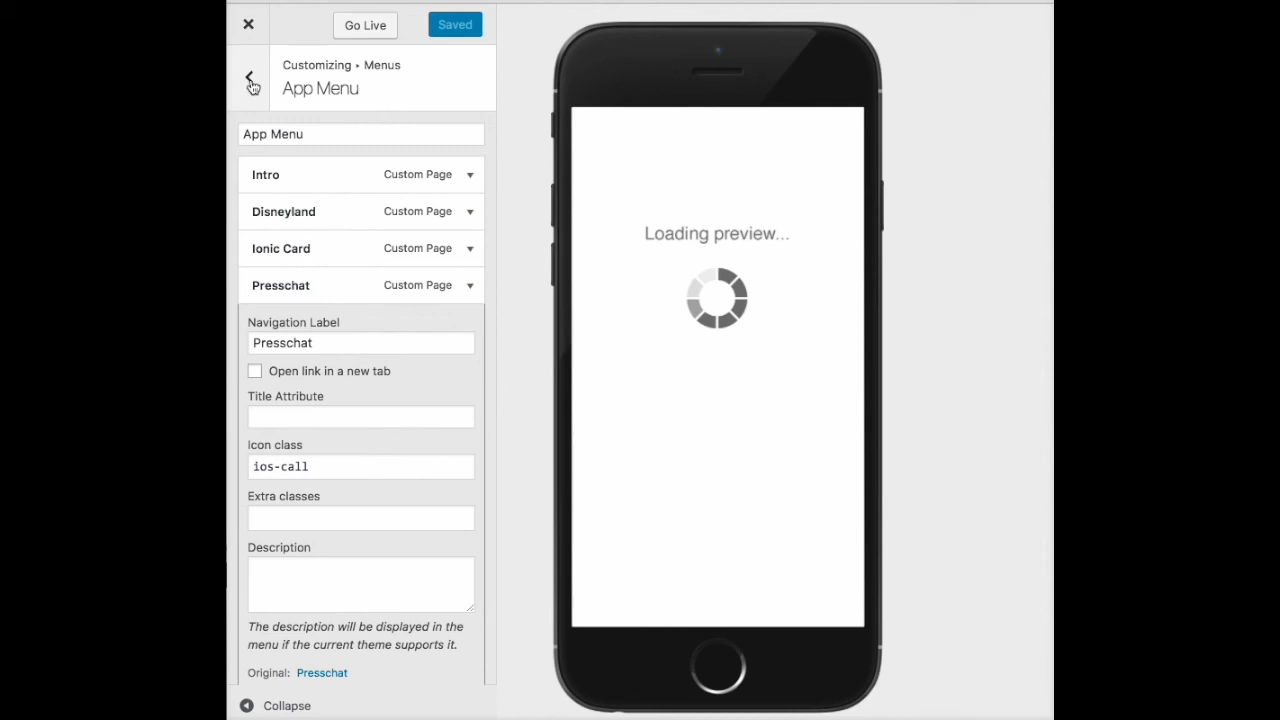 Go Live
Saved
Customizing ▸ Menus
App Menu
App Menu
Intro Custom Page
Disneyland Custom Page
Ionic Card Custom Page
Presschat Custom Page
Navigation Label
Presschat
Open link in a new tab
Title Attribute
Icon class
ios-call
Extra classes
Description
The description will be displayed in the
menu if the current theme supports it.
Original: Presschat
Collapse
Loading preview...